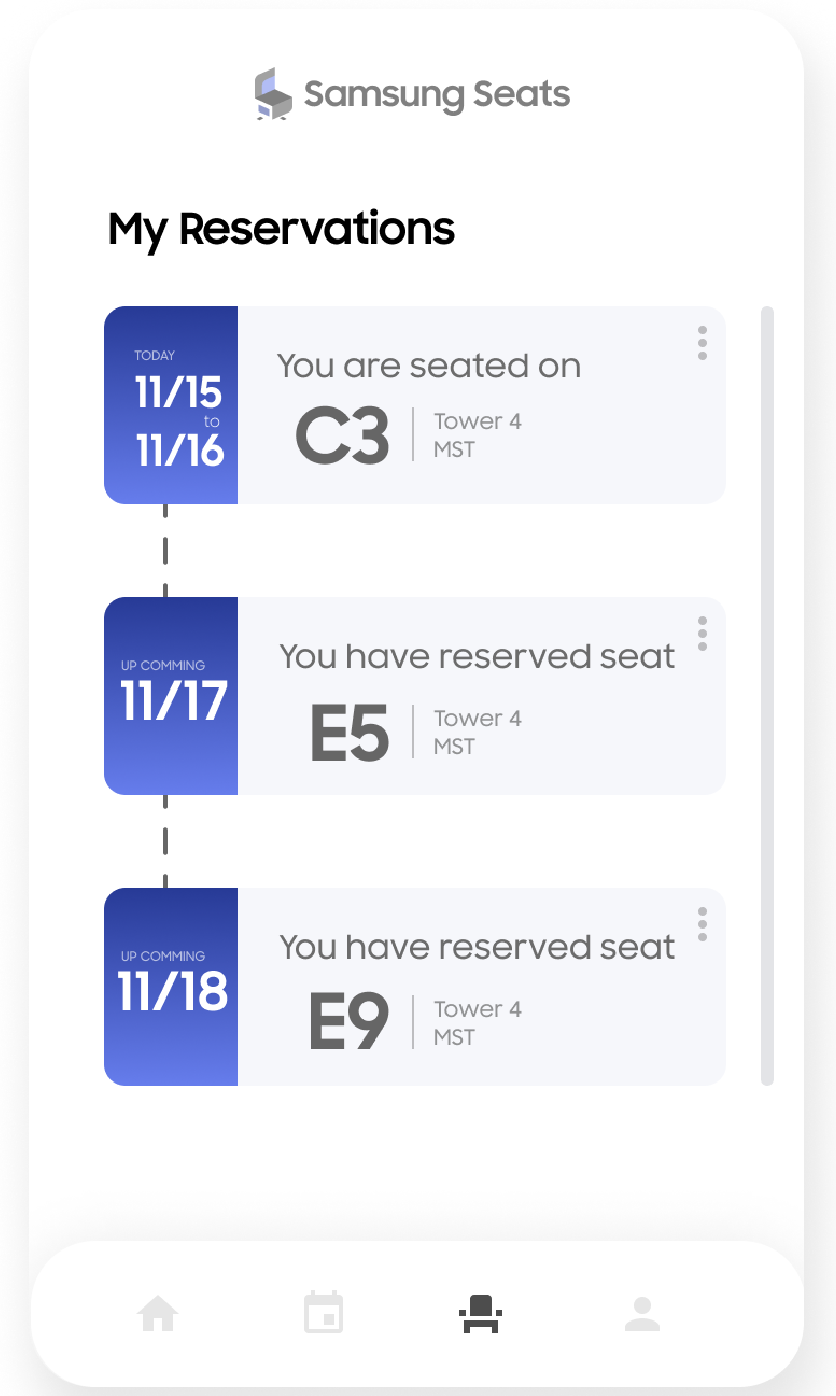 Samsung Seats
My Reservations
TODAY
11/15
to
11/16
You are seated on
C3
Tower 4
MST
UP COMMING
11/17
You have reserved seat
E5
Tower 4
MST
UP COMMING
11/18
You have reserved seat
E9
Tower 4
MST